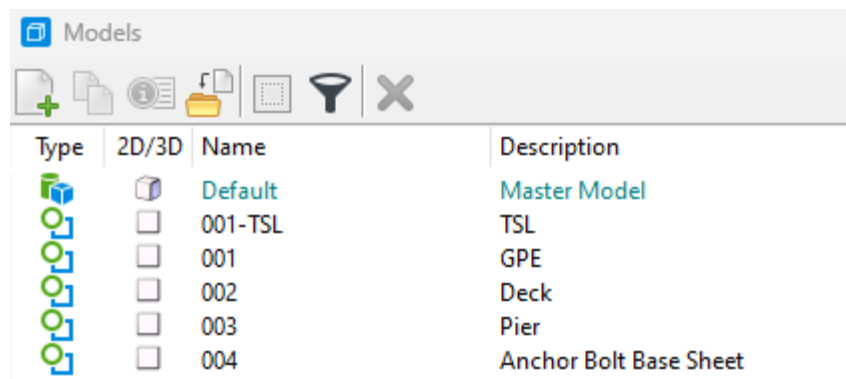 Models
Type 2D/3D Name Description
Default Master Model
001-TSL TSL
001 GPE
002 Deck
003 Pier
004 Anchor Bolt Base Sheet